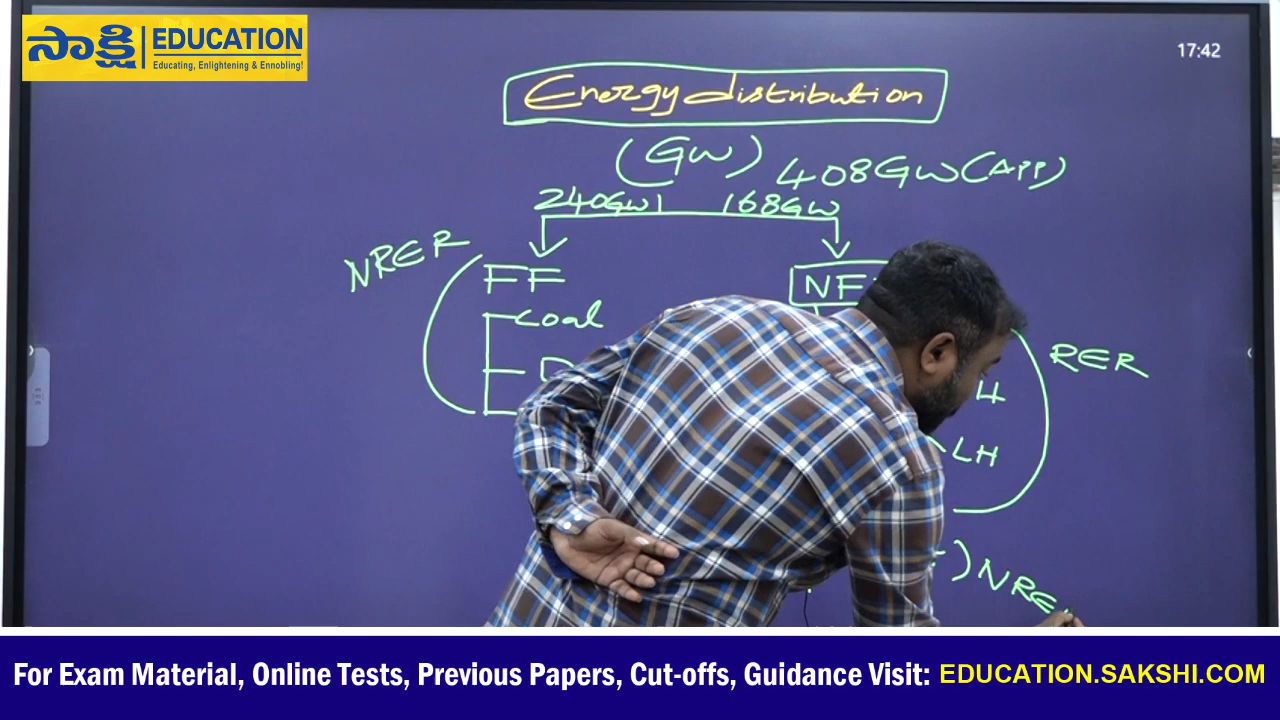 సాక్షి EDUCATION
Educating, Enlightening & Ennobling!
17:42
Energy distribution
(GW) 408GW(APP)
240GW 168GW
NRER
FF
NF
coal
RER
LH
) NRE
For Exam Material, Online Tests, Previous Papers, Cut-offs, Guidance Visit: EDUCATION.SAKSHI.COM